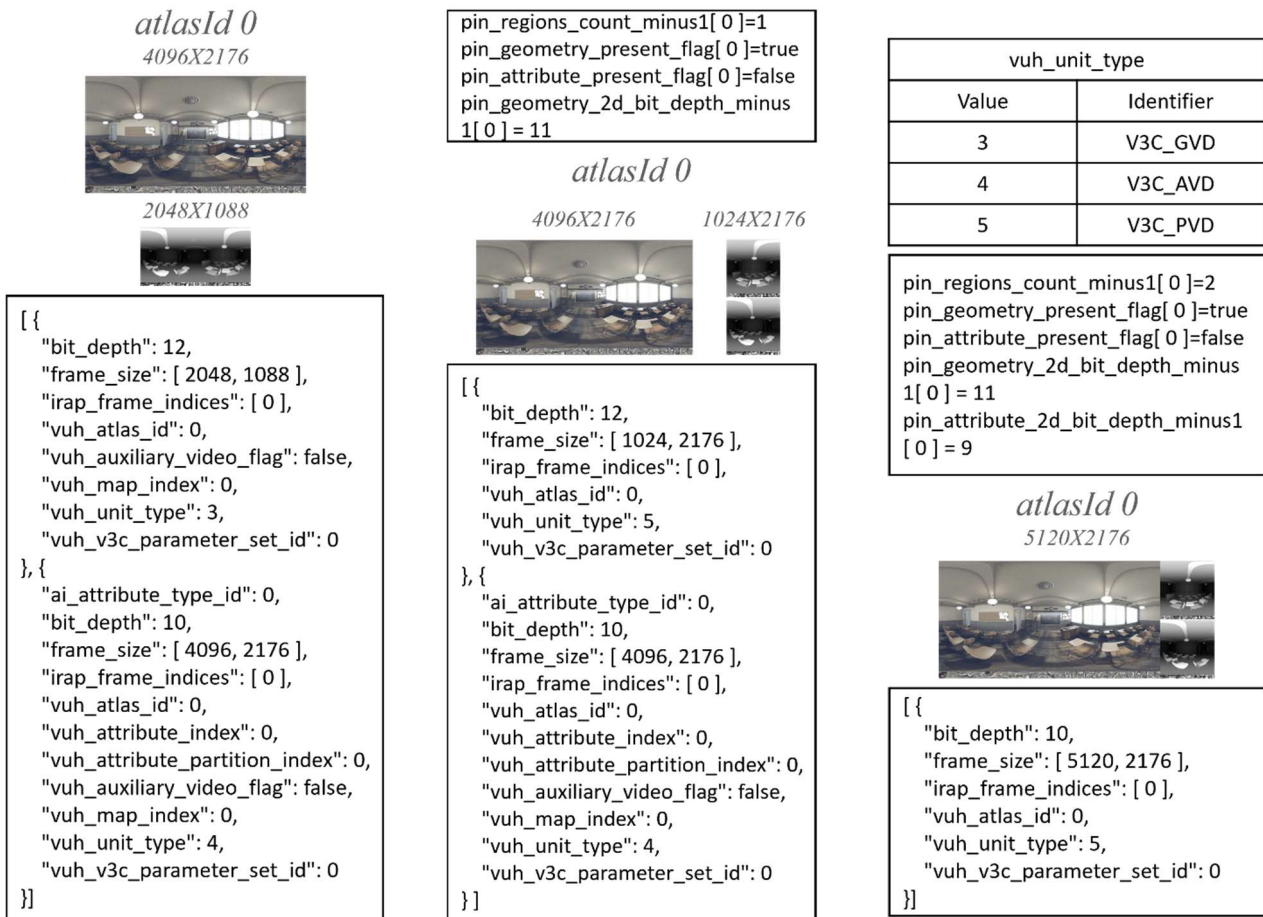 atlasId 0
4096X2176
2048X1088
[ {
"bit_depth": 12,
"frame_size": [ 2048, 1088 ],
"irap_frame_indices": [ 0 ],
"vuh_atlas_id": 0,
"vuh_auxiliary_video_flag": false,
"vuh_map_index": 0,
"vuh_unit_type": 3,
"vuh_v3c_parameter_set_id": 0
}, {
"ai_attribute_type_id": 0,
"bit_depth": 10,
"frame_size": [ 4096, 2176 ],
"irap_frame_indices": [ 0 ],
"vuh_atlas_id": 0,
"vuh_attribute_index": 0,
"vuh_attribute_partition_index": 0,
"vuh_auxiliary_video_flag": false,
"vuh_map_index": 0,
"vuh_unit_type": 4,
"vuh_v3c_parameter_set_id": 0
}]
pin_regions_count_minus1[ 0 ]=1
pin_geometry_present_flag[ 0 ]=true
pin_attribute_present_flag[ 0 ]=false
pin_geometry_2d_bit_depth_minus
1[ 0 ] = 11
atlasId 0
4096X2176 1024X2176
[ {
"bit_depth": 12,
"frame_size": [ 1024, 2176 ],
"irap_frame_indices": [ 0 ],
"vuh_atlas_id": 0,
"vuh_unit_type": 5,
"vuh_v3c_parameter_set_id": 0
}, {
"ai_attribute_type_id": 0,
"bit_depth": 10,
"frame_size": [ 4096, 2176 ],
"irap_frame_indices": [ 0 ],
"vuh_atlas_id": 0,
"vuh_attribute_index": 0,
"vuh_attribute_partition_index": 0,
"vuh_auxiliary_video_flag": false,
"vuh_map_index": 0,
"vuh_unit_type": 4,
"vuh_v3c_parameter_set_id": 0
} ]
vuh_unit_type
Value Identifier
3 V3C_GVD
4 V3C_AVD
5 V3C_PVD
pin_regions_count_minus1[ 0 ]=2
pin_geometry_present_flag[ 0 ]=true
pin_attribute_present_flag[ 0 ]=false
pin_geometry_2d_bit_depth_minus
1[ 0 ] = 11
pin_attribute_2d_bit_depth_minus1
[ 0 ] = 9
atlasId 0
5120X2176
[ {
"bit_depth": 10,
"frame_size": [ 5120, 2176 ],
"irap_frame_indices": [ 0 ],
"vuh_atlas_id": 0,
"vuh_unit_type": 5,
"vuh_v3c_parameter_set_id": 0
}]